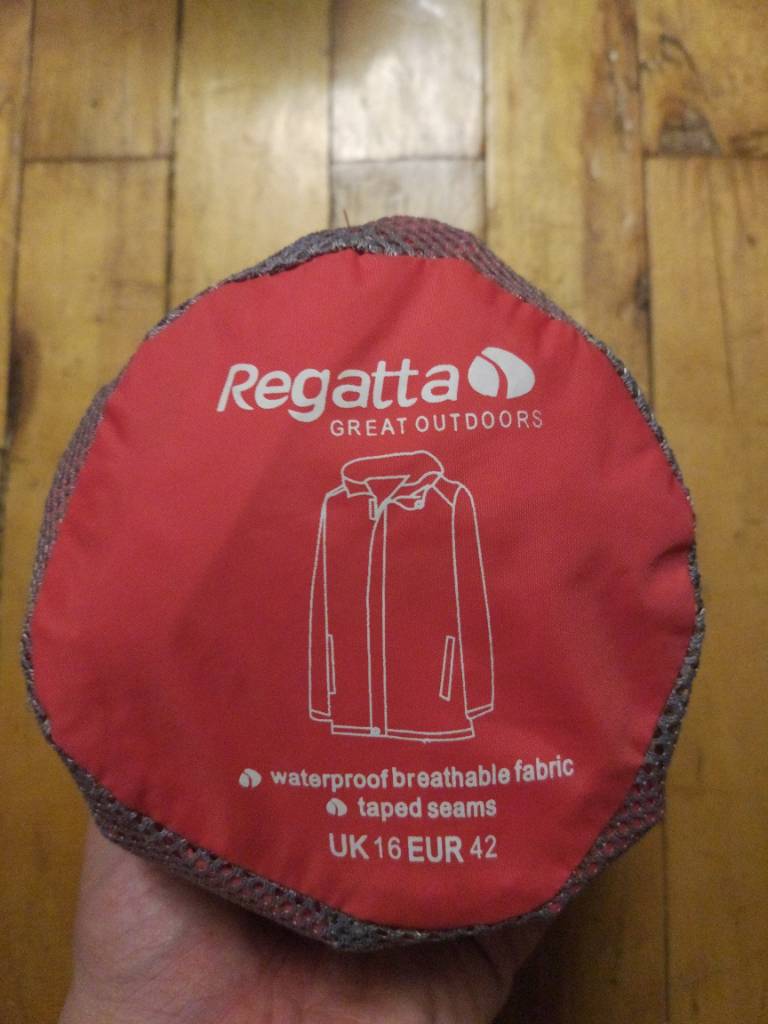 Regatta
GREAT OUTDOORS
waterproof breathable fabric
taped seams
UK 16 EUR 42